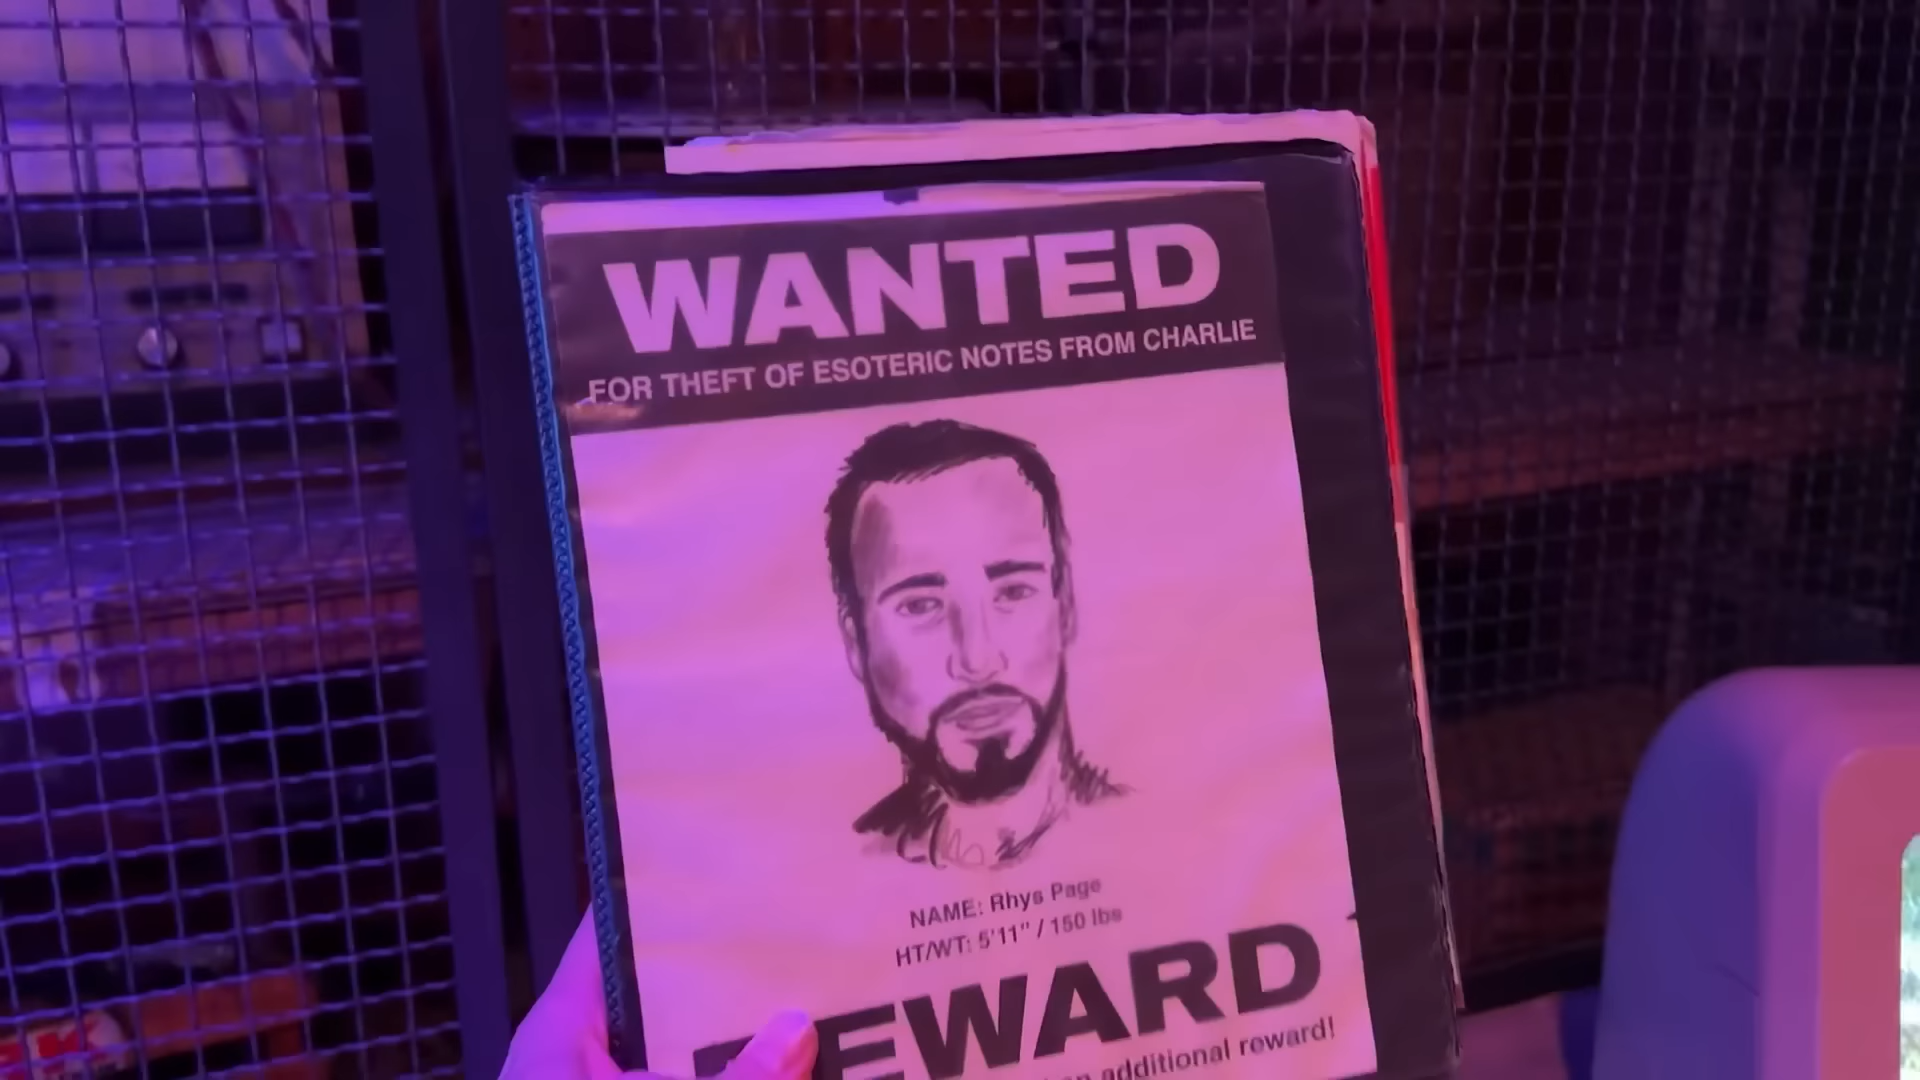 WANTED
FOR THEFT OF ESOTERIC NOTES FROM CHARLIE
NAME: Rhys Page
HT/WT: 5'11" / 150 lbs
REWARD
additional reward!